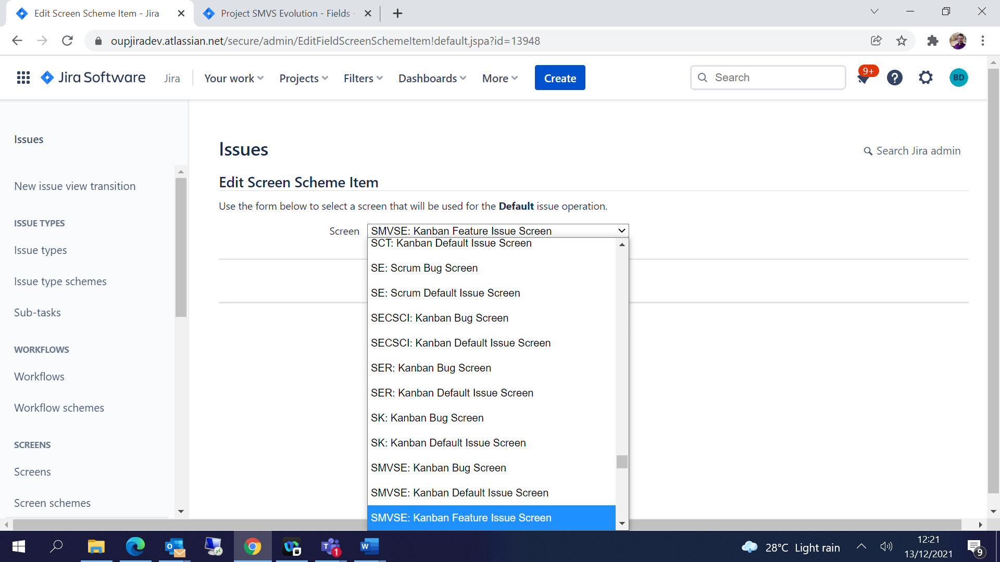 Edit Screen Scheme Item - Jira
Project SMVS Evolution - Fields -
oupjiradev.atlassian.net/secure/admin/EditFieldScreenSchemeItem!default.jspa?id=13948
Jira Software
Jira
Your work
Projects
Filters
Dashboards
More
Create
Search
9+
BD
Issues
New issue view transition
ISSUE TYPES
Issue types
Issue type schemes
Sub-tasks
WORKFLOWS
Workflows
Workflow schemes
SCREENS
Screens
Screen schemes
Issues
Search Jira admin
Edit Screen Scheme Item
Use the form below to select a screen that will be used for the Default issue operation.
Screen
SMVSE: Kanban Feature Issue Screen
SCT: Kanban Default Issue Screen
SE: Scrum Bug Screen
SE: Scrum Default Issue Screen
SECSCI: Kanban Bug Screen
SECSCI: Kanban Default Issue Screen
SER: Kanban Bug Screen
SER: Kanban Default Issue Screen
SK: Kanban Bug Screen
SK: Kanban Default Issue Screen
SMVSE: Kanban Bug Screen
SMVSE: Kanban Default Issue Screen
SMVSE: Kanban Feature Issue Screen
28°C Light rain
12:21
13/12/2021
9
1